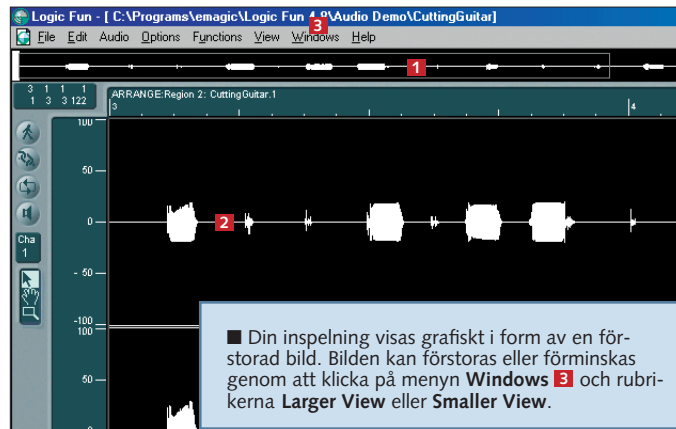 Logic Fun - [ C:\Programs\emagic\Logic Fun 4.8\Audio Demo\CuttingGuitar]
File Edit Audio Options Functions View Windows Help
3
1
3 1 1 1
1 3 3 122
ARRANGE:Region 2: CuttingGuitar.1
3 4
100
50
0
2
Cha
1
- 50
-100
100
50
0
■ Din inspelning visas grafiskt i form av en för-
storad bild. Bilden kan förstoras eller förminskas
genom att klicka på menyn Windows 3 och rubri-
kerna Larger View eller Smaller View.